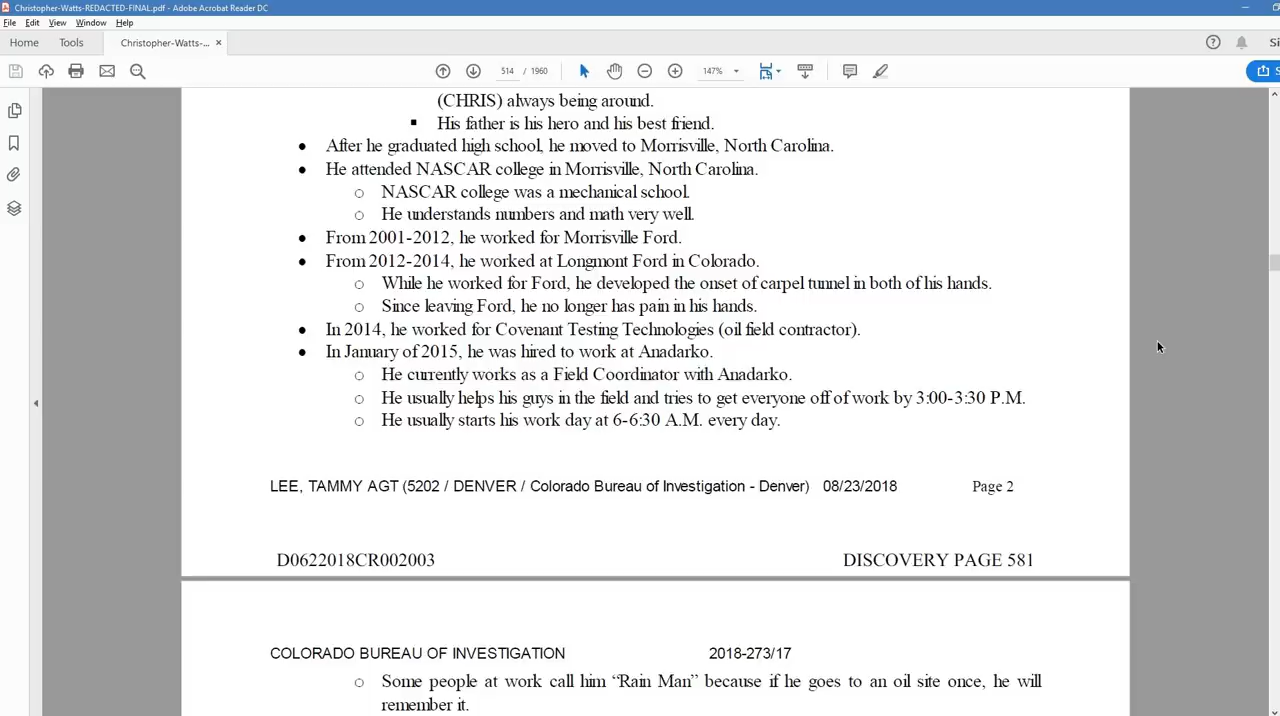 Christopher-Watts-REDACTED-FINAL.pdf - Adobe Acrobat Reader DC
File Edit View Window Help
Home Tools Christopher-Watts-... ×
514 / 1960 147%
(CHRIS) always being around.
▪ His father is his hero and his best friend.
• After he graduated high school, he moved to Morrisville, North Carolina.
• He attended NASCAR college in Morrisville, North Carolina.
○ NASCAR college was a mechanical school.
○ He understands numbers and math very well.
• From 2001-2012, he worked for Morrisville Ford.
• From 2012-2014, he worked at Longmont Ford in Colorado.
○ While he worked for Ford, he developed the onset of carpel tunnel in both of his hands.
○ Since leaving Ford, he no longer has pain in his hands.
• In 2014, he worked for Covenant Testing Technologies (oil field contractor).
• In January of 2015, he was hired to work at Anadarko.
○ He currently works as a Field Coordinator with Anadarko.
○ He usually helps his guys in the field and tries to get everyone off of work by 3:00-3:30 P.M.
○ He usually starts his work day at 6-6:30 A.M. every day.
LEE, TAMMY AGT (5202 / DENVER / Colorado Bureau of Investigation - Denver) 08/23/2018 Page 2
D0622018CR002003 DISCOVERY PAGE 581
COLORADO BUREAU OF INVESTIGATION 2018-273/17
○ Some people at work call him “Rain Man” because if he goes to an oil site once, he will
remember it.